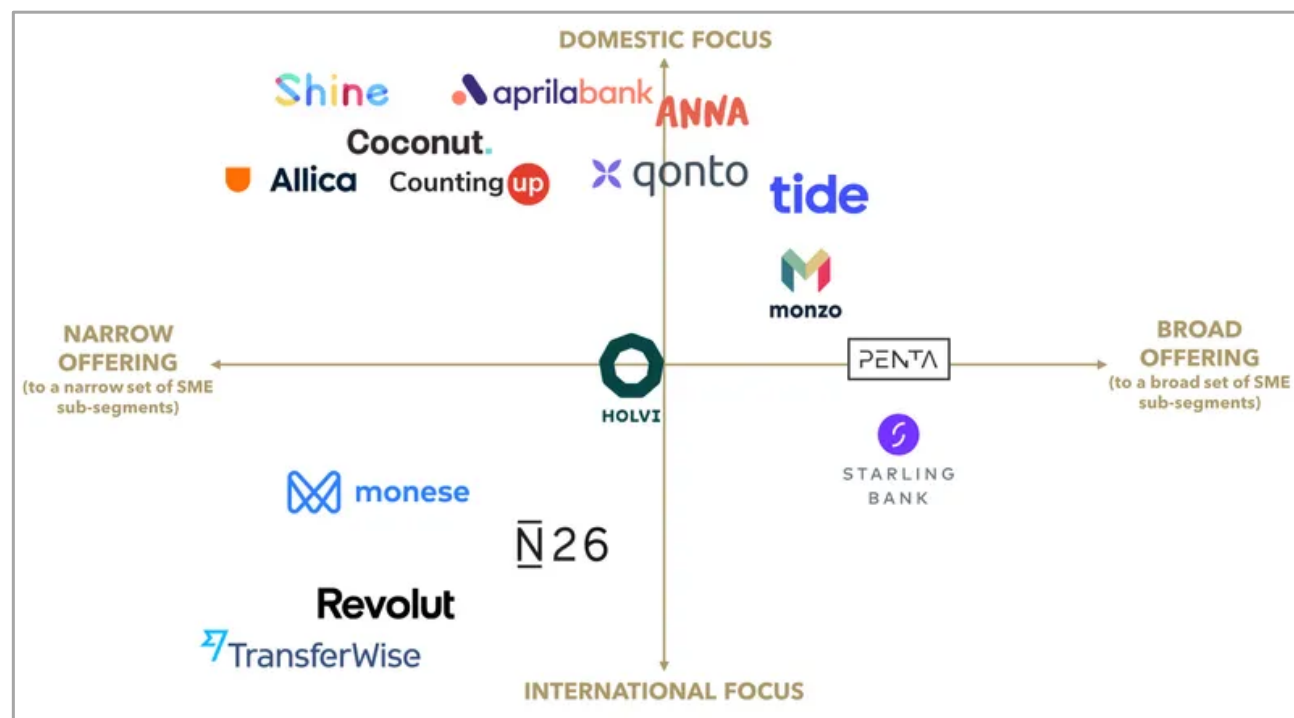 DOMESTIC FOCUS
Shine
aprilabank
ANNA
Coconut.
Allica
Counting up
qonto
tide
monzo
NARROW
OFFERING
(to a narrow set of SME
sub-segments)
HOLVI
PENTA
BROAD
OFFERING
(to a broad set of SME
sub-segments)
STARLING
BANK
monese
N26
Revolut
TransferWise
INTERNATIONAL FOCUS